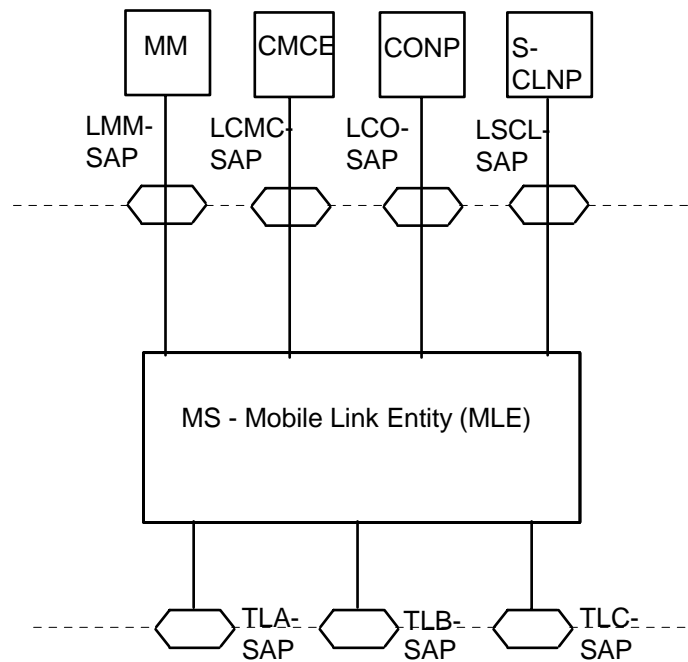 MM
CMCE
CONP
S-
CLNP
LMM-
SAP
LCMC-
SAP
LCO-
SAP
LSCL-
SAP
MS - Mobile Link Entity (MLE)
TLA-
SAP
TLB-
SAP
TLC-
SAP